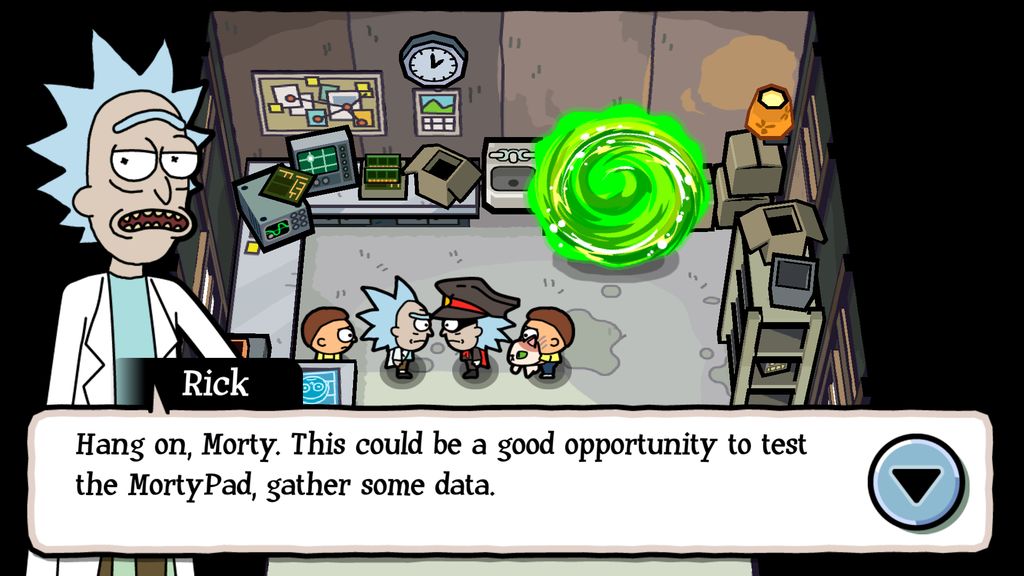 Rick
Hang on, Morty. This could be a good opportunity to test
the MortyPad, gather some data.